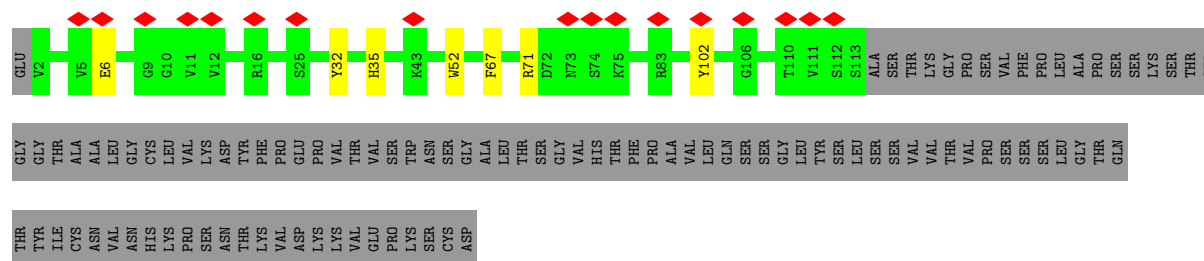 GLU V2 V5 E6 G9 G10 V11 V12 R16 S25 Y32 H35 K43 W52 F67 R71 D72 N73 S74 K75 R83 Y102 G106 T110 V111 S112 S113 ALA SER THR LYS GLY PRO SER VAL PHE PRO LEU ALA PRO SER SER LYS SER THR
GLY GLY THR ALA ALA LEU GLY CYS LEU VAL LYS ASP TYR PHE PRO GLU PRO VAL THR VAL SER TRP ASN SER GLY ALA LEU THR SER GLY VAL HIS THR PHE PRO ALA VAL LEU GLN SER SER GLY LEU TYR SER LEU SER SER VAL VAL THR VAL PRO SER SER SER LEU GLY THR GLN
THR TYR ILE CYS ASN VAL ASN HIS LYS PRO SER ASN THR LYS VAL ASP LYS LYS VAL GLU PRO LYS SER CYS ASP